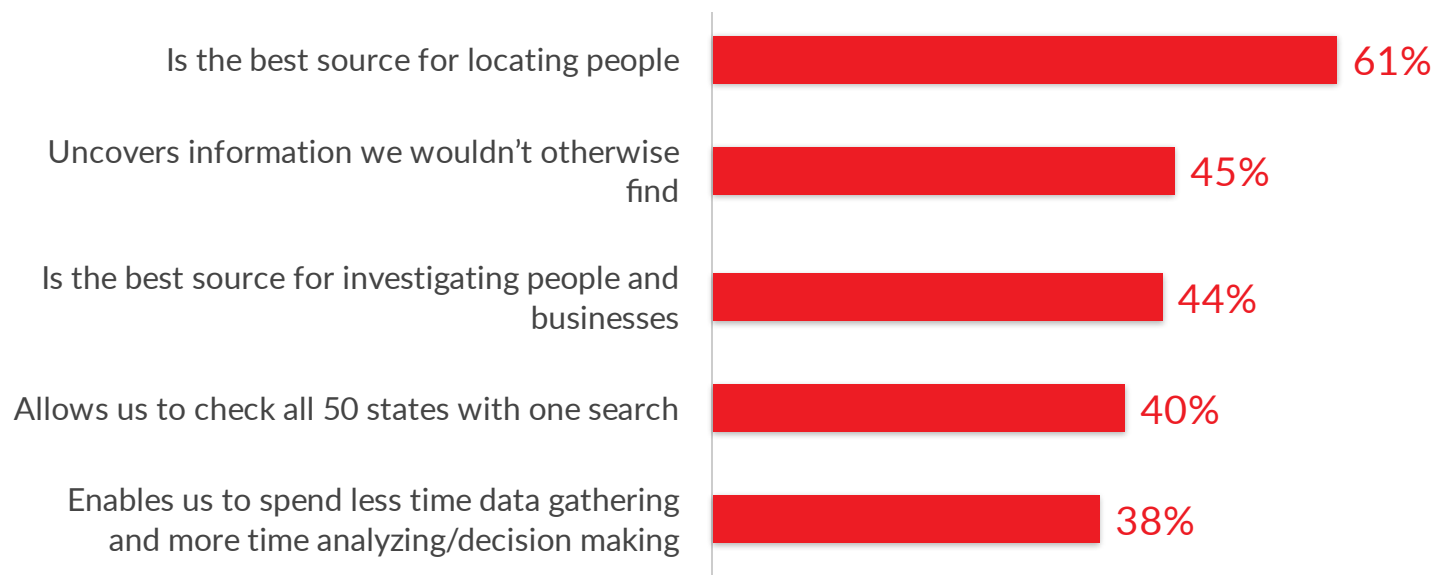 Is the best source for locating people
61%
Uncovers information we wouldn’t otherwise
find
45%
Is the best source for investigating people and
businesses
44%
Allows us to check all 50 states with one search
40%
Enables us to spend less time data gathering
and more time analyzing/decision making
38%